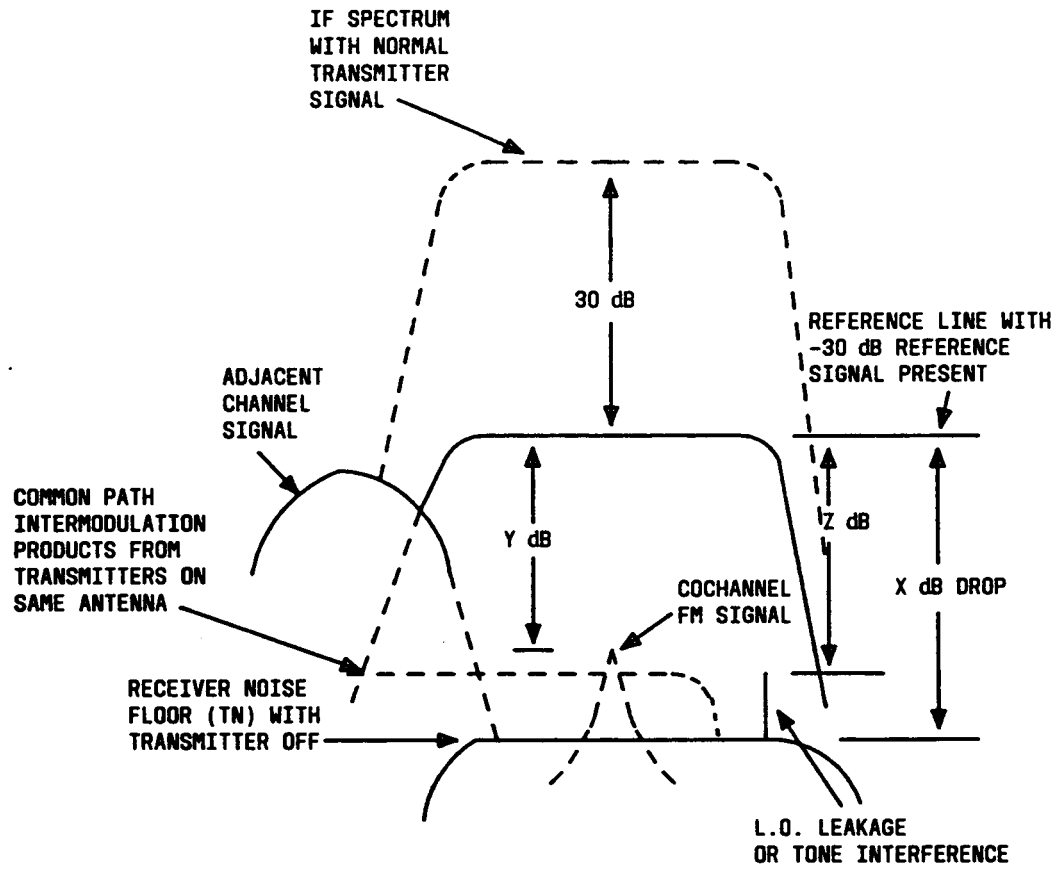 IF SPECTRUM
WITH NORMAL
TRANSMITTER
SIGNAL
30 dB
REFERENCE LINE WITH
-30 dB REFERENCE
SIGNAL PRESENT
ADJACENT
CHANNEL
SIGNAL
COMMON PATH
INTERMODULATION
PRODUCTS FROM
TRANSMITTERS ON
SAME ANTENNA
Y dB
Z dB
X dB DROP
COCHANNEL
FM SIGNAL
RECEIVER NOISE
FLOOR (TN) WITH
TRANSMITTER OFF
L.O. LEAKAGE
OR TONE INTERFERENCE